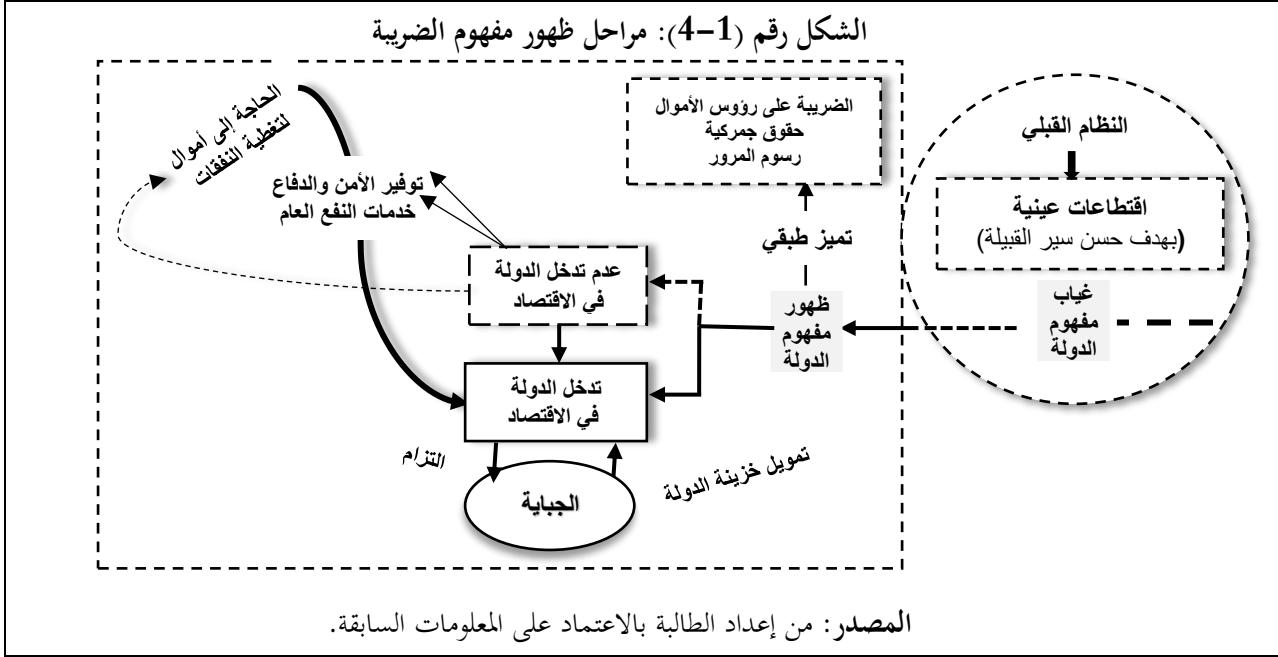 الشكل رقم (1-4): مراحل ظهور مفهوم الضريبة
النظام القبلي
اقتطاعات عينية
(بهدف حسن سير القبيلة)
غياب
مفهوم
الدولة
ظهور
مفهوم
الدولة
تميز طبقي
الضريبة على رؤوس الأموال
حقوق جمركية
رسوم المرور
الحاجة إلى أموال
لتغطية النفقات
توفير الأمن والدفاع
خدمات النفع العام
عدم تدخل الدولة
في الاقتصاد
تدخل الدولة
في الاقتصاد
التزام
تمويل خزينة الدولة
الجباية
المصدر: من إعداد الطالبة بالاعتماد على المعلومات السابقة.